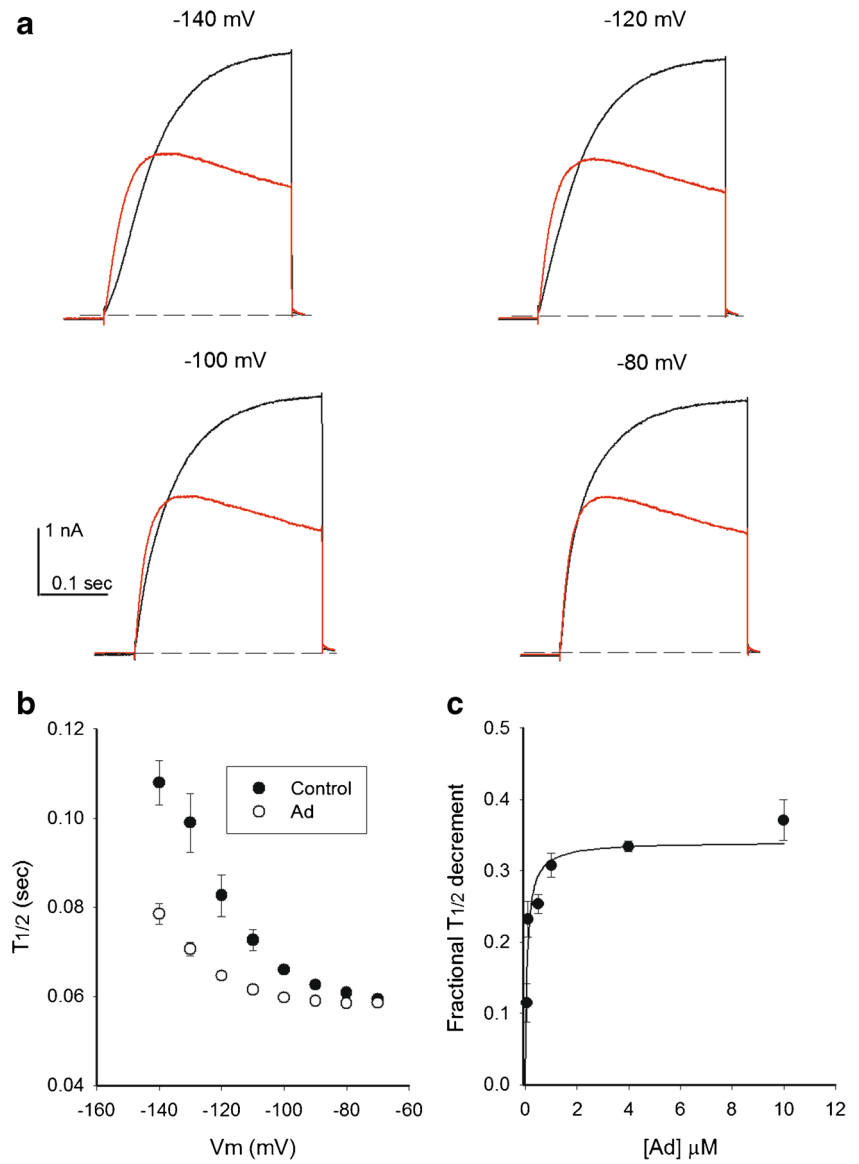 a
-140 mV
-120 mV
-100 mV
-80 mV
1 nA
0.1 sec
b
0.12
0.10
0.08
0.06
0.04
T1/2 (sec)
Control
Ad
-160
-140
-120
-100
-80
-60
Vm (mV)
c
0.5
0.4
0.3
0.2
0.1
0.0
Fractional T1/2 decrement
0
2
4
6
8
10
[Ad] μM